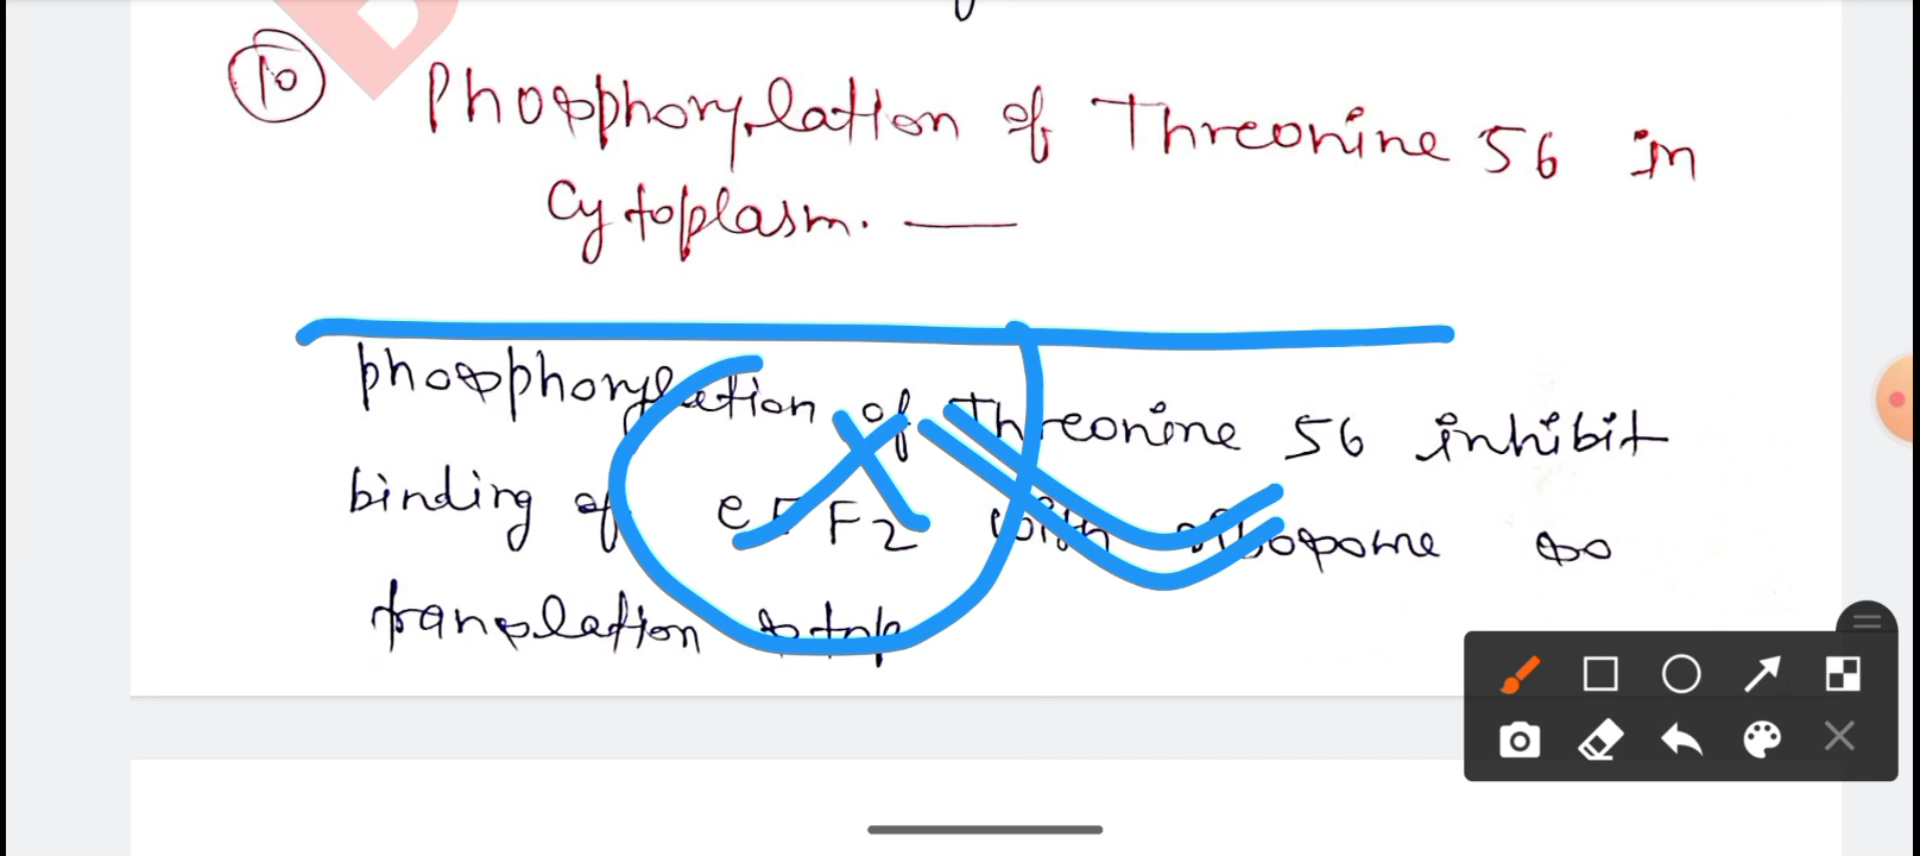 10 Phosphorylation of Threonine 56 in
Cytoplasm. —
phosphorylation of Threonine 56 inhibit
binding of eEF2 with ribosome so
translation stop